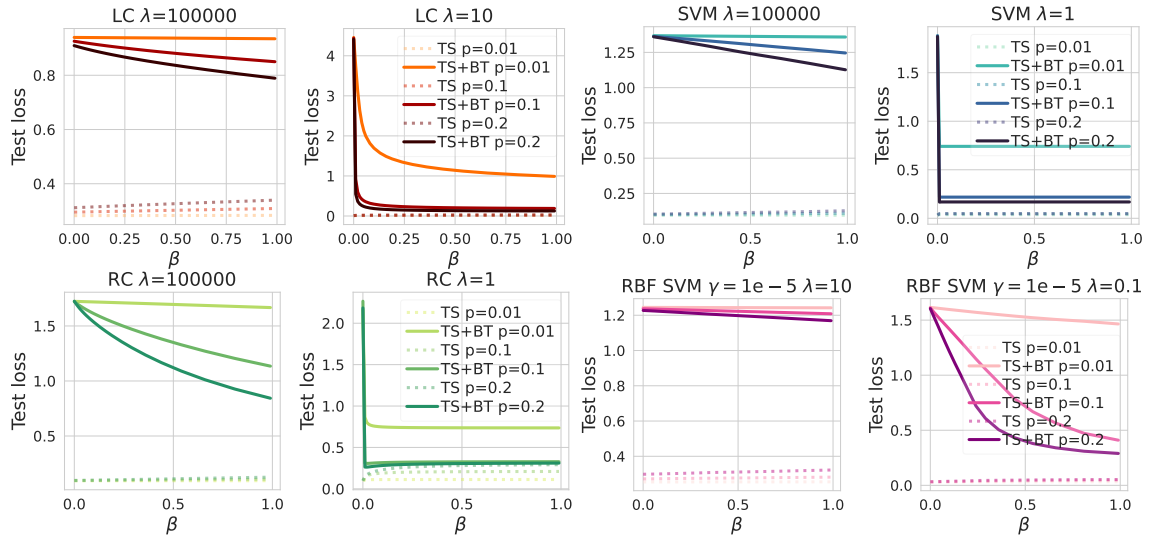 LC λ=100000
Test loss
0.8
0.6
0.4
0.00 0.25 0.50 0.75 1.00
β
LC λ=10
Test loss
4
3
2
1
0
0.00 0.25 0.50 0.75 1.00
β
TS p=0.01
TS+BT p=0.01
TS p=0.1
TS+BT p=0.1
TS p=0.2
TS+BT p=0.2
SVM λ=100000
Test loss
1.25
1.00
0.75
0.50
0.25
0.0 0.5 1.0
β
SVM λ=1
Test loss
1.5
1.0
0.5
0.0
0.0 0.5 1.0
β
TS p=0.01
TS+BT p=0.01
TS p=0.1
TS+BT p=0.1
TS p=0.2
TS+BT p=0.2
RC λ=100000
Test loss
1.5
1.0
0.5
0.0 0.5 1.0
β
RC λ=1
Test loss
2.0
1.5
1.0
0.5
0.0
0.0 0.5 1.0
β
TS p=0.01
TS+BT p=0.01
TS p=0.1
TS+BT p=0.1
TS p=0.2
TS+BT p=0.2
RBF SVM γ = 1e − 5 λ=10
Test loss
1.2
1.0
0.8
0.6
0.4
0.0 0.5 1.0
β
RBF SVM γ = 1e − 5 λ=0.1
Test loss
1.5
1.0
0.5
0.0
0.0 0.5 1.0
β
TS p=0.01
TS+BT p=0.01
TS p=0.1
TS+BT p=0.1
TS p=0.2
TS+BT p=0.2